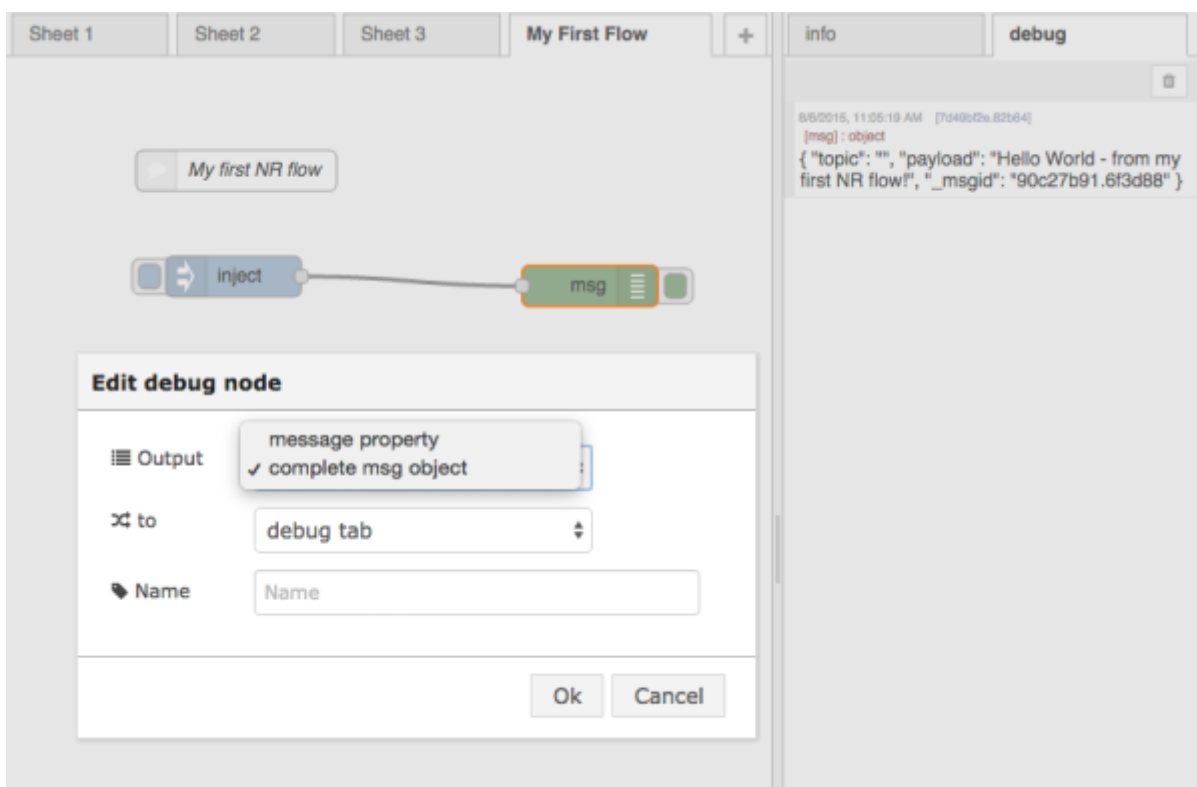 Sheet 1
Sheet 2
Sheet 3
My First Flow
+
info
debug
8/6/2015, 11:05:19 AM [7d49bf2e.82b64]
[msg] : object
{ "topic": "", "payload": "Hello World - from my
first NR flow!", "_msgid": "90c27b91.6f3d88" }
My first NR flow
inject
msg
Edit debug node
Output
message property
✓ complete msg object
to
debug tab
Name
Name
Ok
Cancel